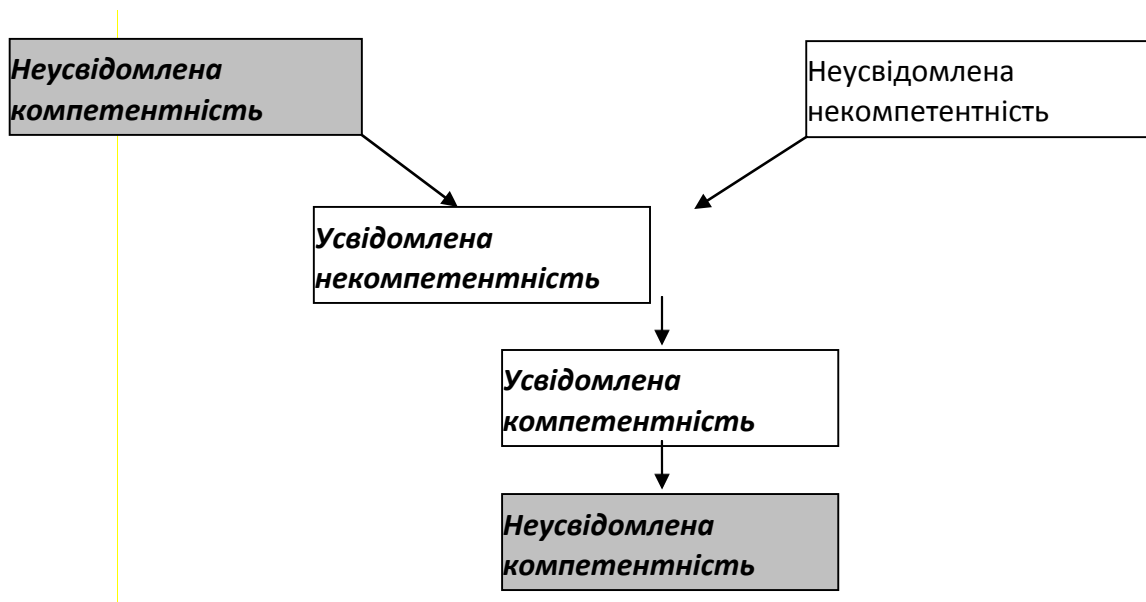 Неусвідомлена
компетентність
Неусвідомлена
некомпетентність
Усвідомлена
некомпетентність
Усвідомлена
компетентність
Неусвідомлена
компетентність